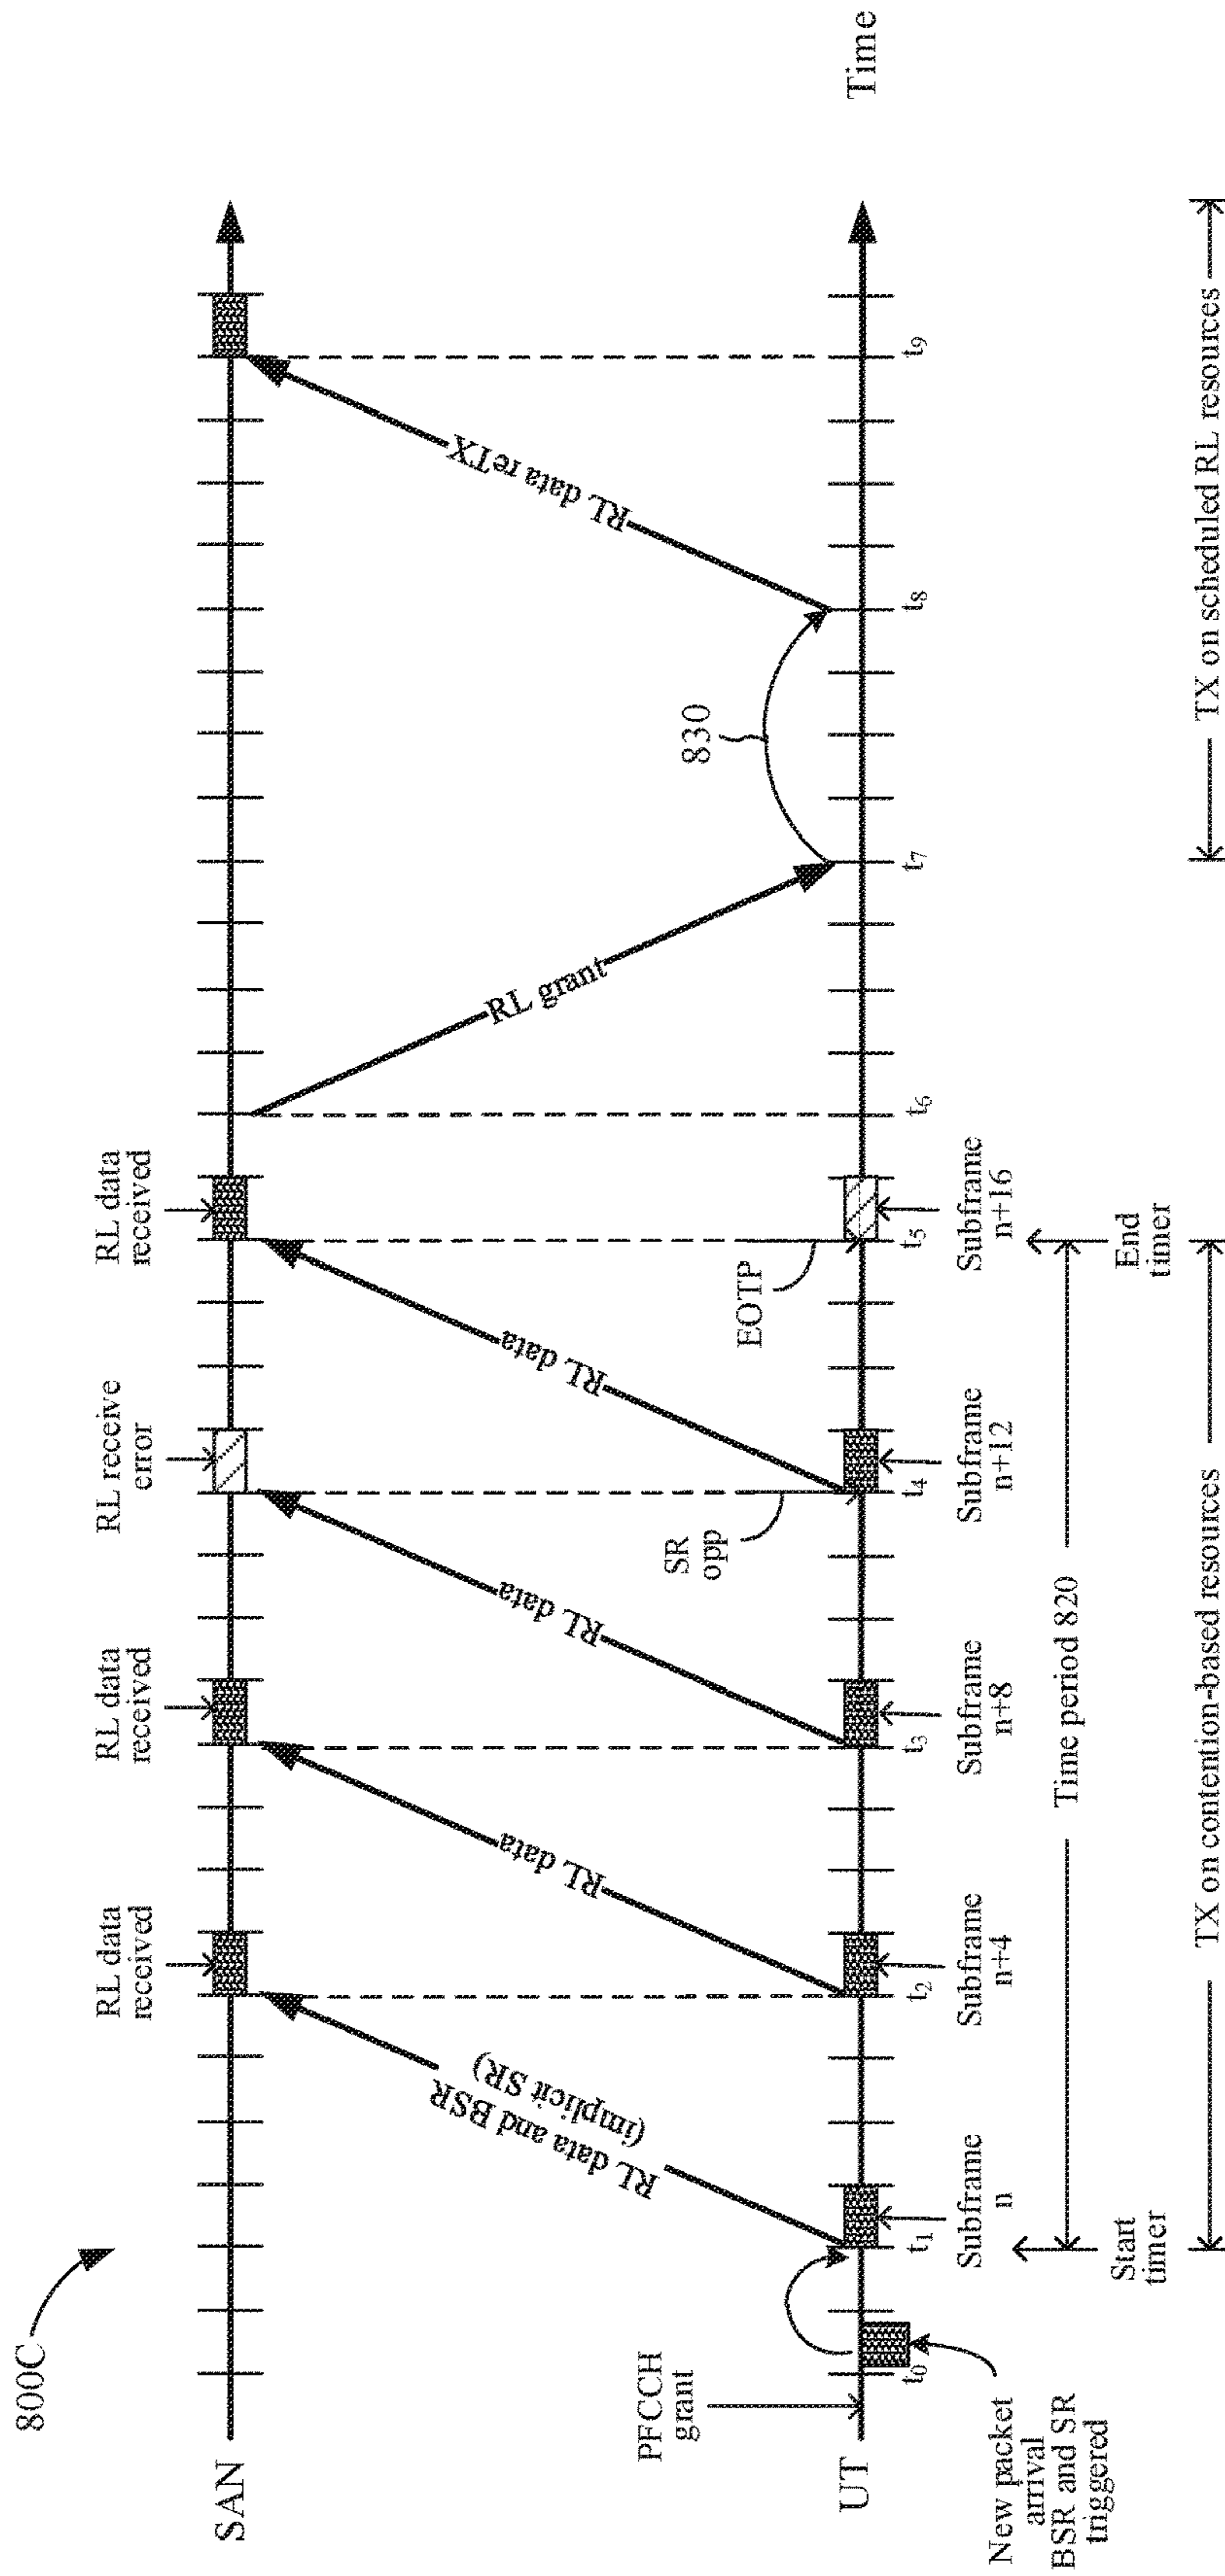 800C
SAN
RL data
received
RL data
received
RL receive
error
RL data
received
RL data and BSR
(implicit SR)
RL data
RL data
RL data
RL grant
RL data reTX
PFCCH
grant
SR
opp
EOTP
830
UT
Time
t0
t1
t2
t3
t4
t5
t6
t7
t8
t9
New packet
arrival
BSR and SR
triggered
Subframe
n
Subframe
n+4
Subframe
n+8
Subframe
n+12
Subframe
n+16
Start
timer
Time period 820
End
timer
TX on contention-based resources
TX on scheduled RL resources